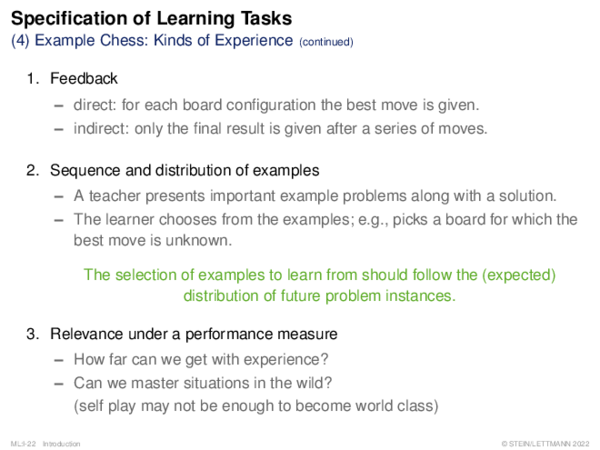 Specification of Learning Tasks
(4) Example Chess: Kinds of Experience (continued)
1. Feedback
– direct: for each board configuration the best move is given.
– indirect: only the final result is given after a series of moves.
2. Sequence and distribution of examples
– A teacher presents important example problems along with a solution.
– The learner chooses from the examples; e.g., picks a board for which the
best move is unknown.
The selection of examples to learn from should follow the (expected)
distribution of future problem instances.
3. Relevance under a performance measure
– How far can we get with experience?
– Can we master situations in the wild?
(self play may not be enough to become world class)
ML:I-22 Introduction © STEIN/LETTMANN 2022